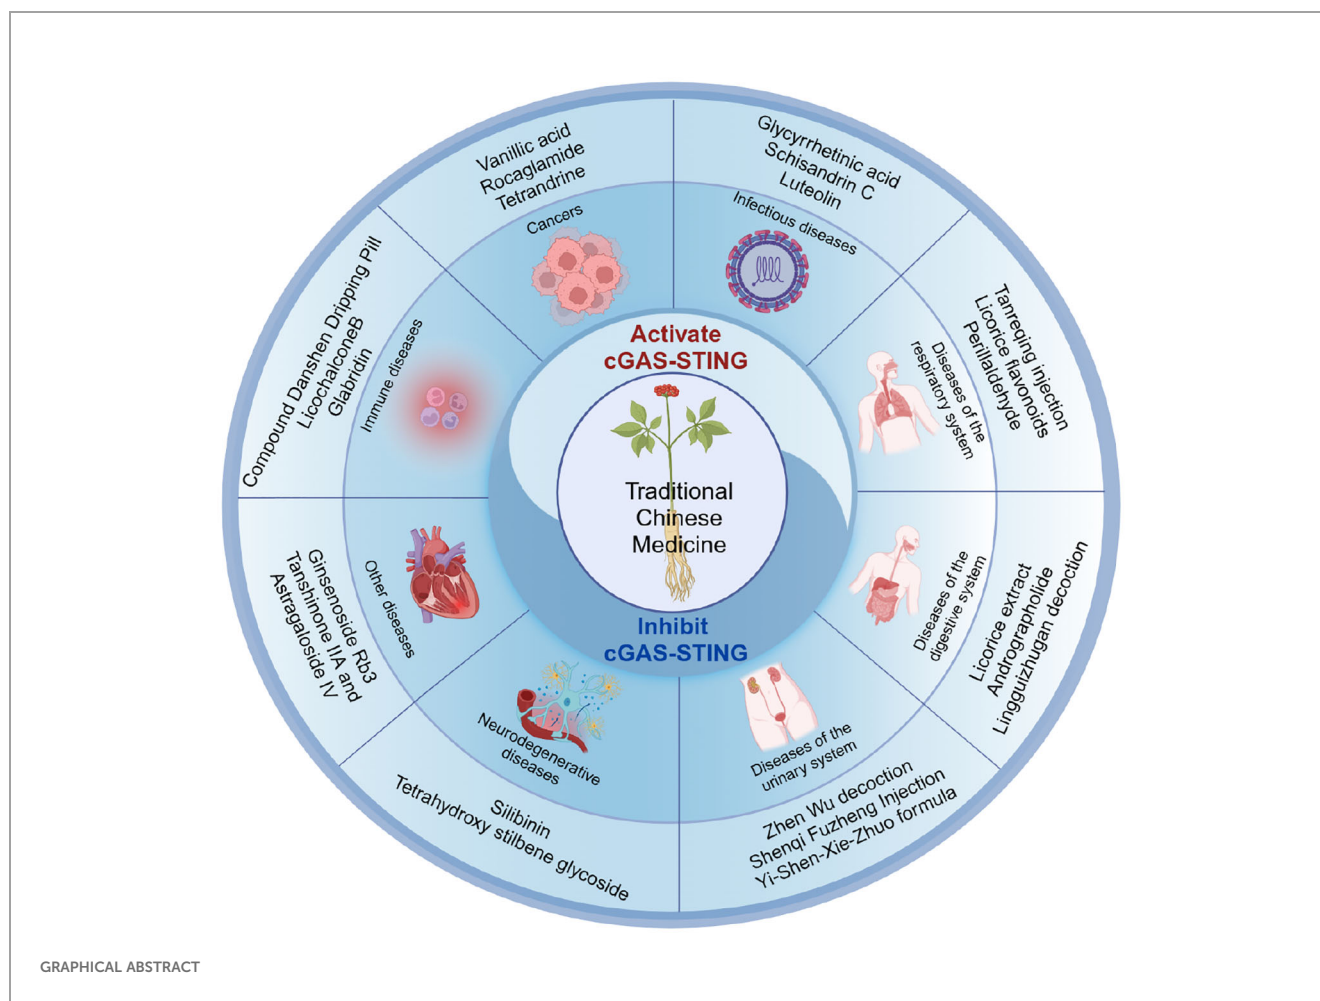 Vanillic acid
Rocaglamide
Tetrandrine
Cancers
Glycyrrhetinic acid
Schisandrin C
Luteolin
Infectious diseases
Tanreqing injection
Licorice flavonoids
Perillaldehyde
Diseases of the
respiratory system
Licorice extract
Andrographolide
Lingguizhugan decoction
Diseases of the
digestive system
Zhen Wu decoction
Shenqi Fuzheng Injection
Yi-Shen-Xie-Zhuo formula
Diseases of the
urinary system
Neurodegenerative
diseases
Silibinin
Tetrahydroxy stilbene glycoside
Other diseases
Ginsenoside Rb3
Tanshinone IIA and
Astragaloside IV
Compound Danshen Dripping Pill
LicochalconeB
Glabridin
Immune diseases
Activate
cGAS-STING
Traditional
Chinese
Medicine
Inhibit
cGAS-STING
GRAPHICAL ABSTRACT